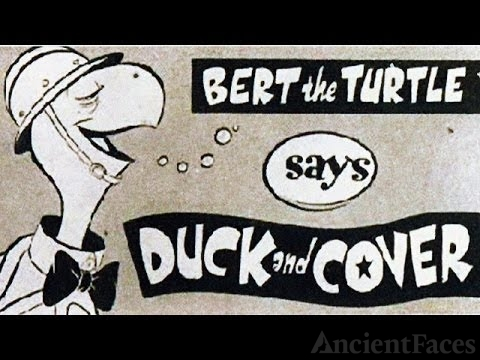 BERT the TURTLE
says
DUCK and COVER
AncientFaces